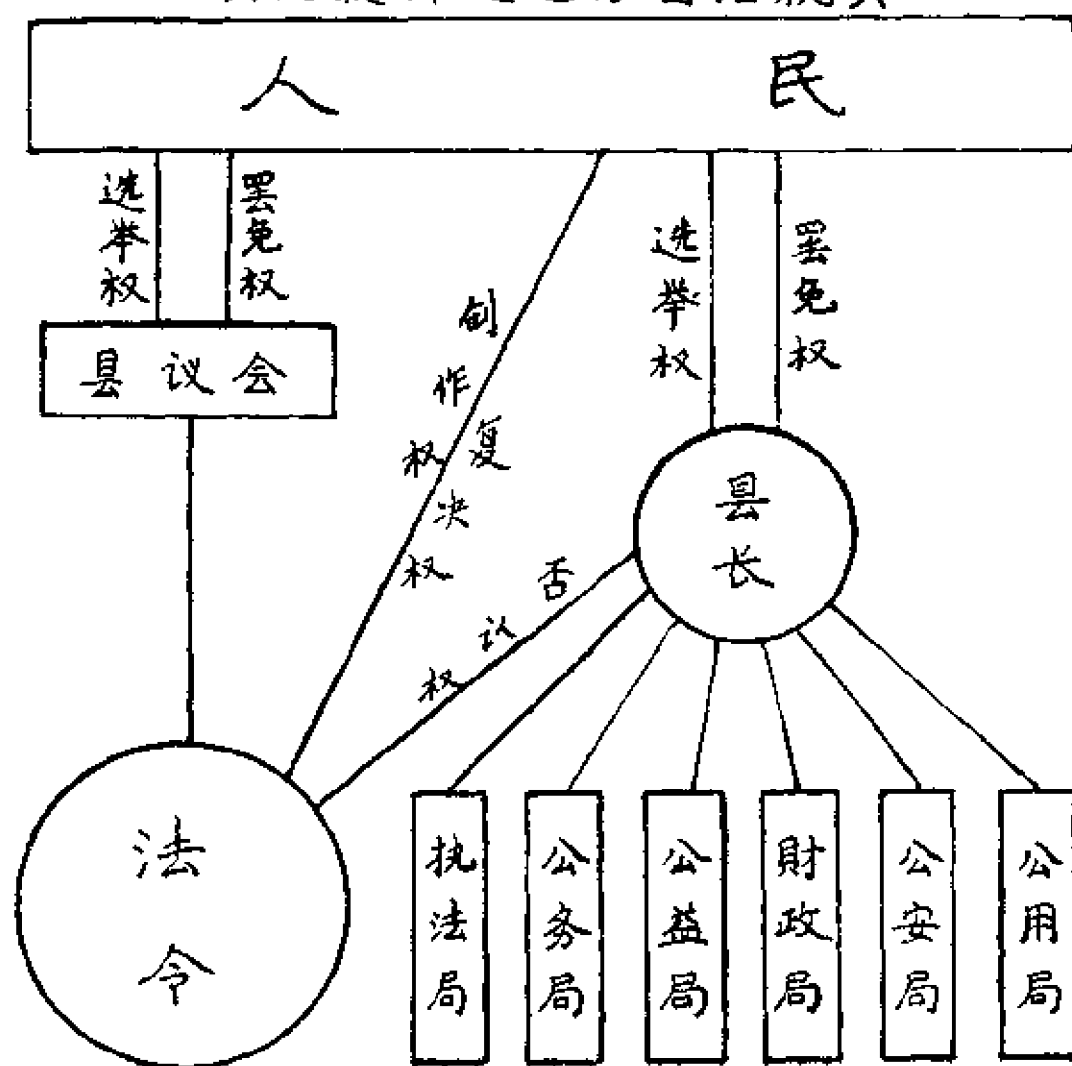 人民
选举权
罢免权
选举权
罢免权
县议会
创作权
复决权
县长
否议权
法令
执法局
公务局
公益局
财政局
公安局
公用局